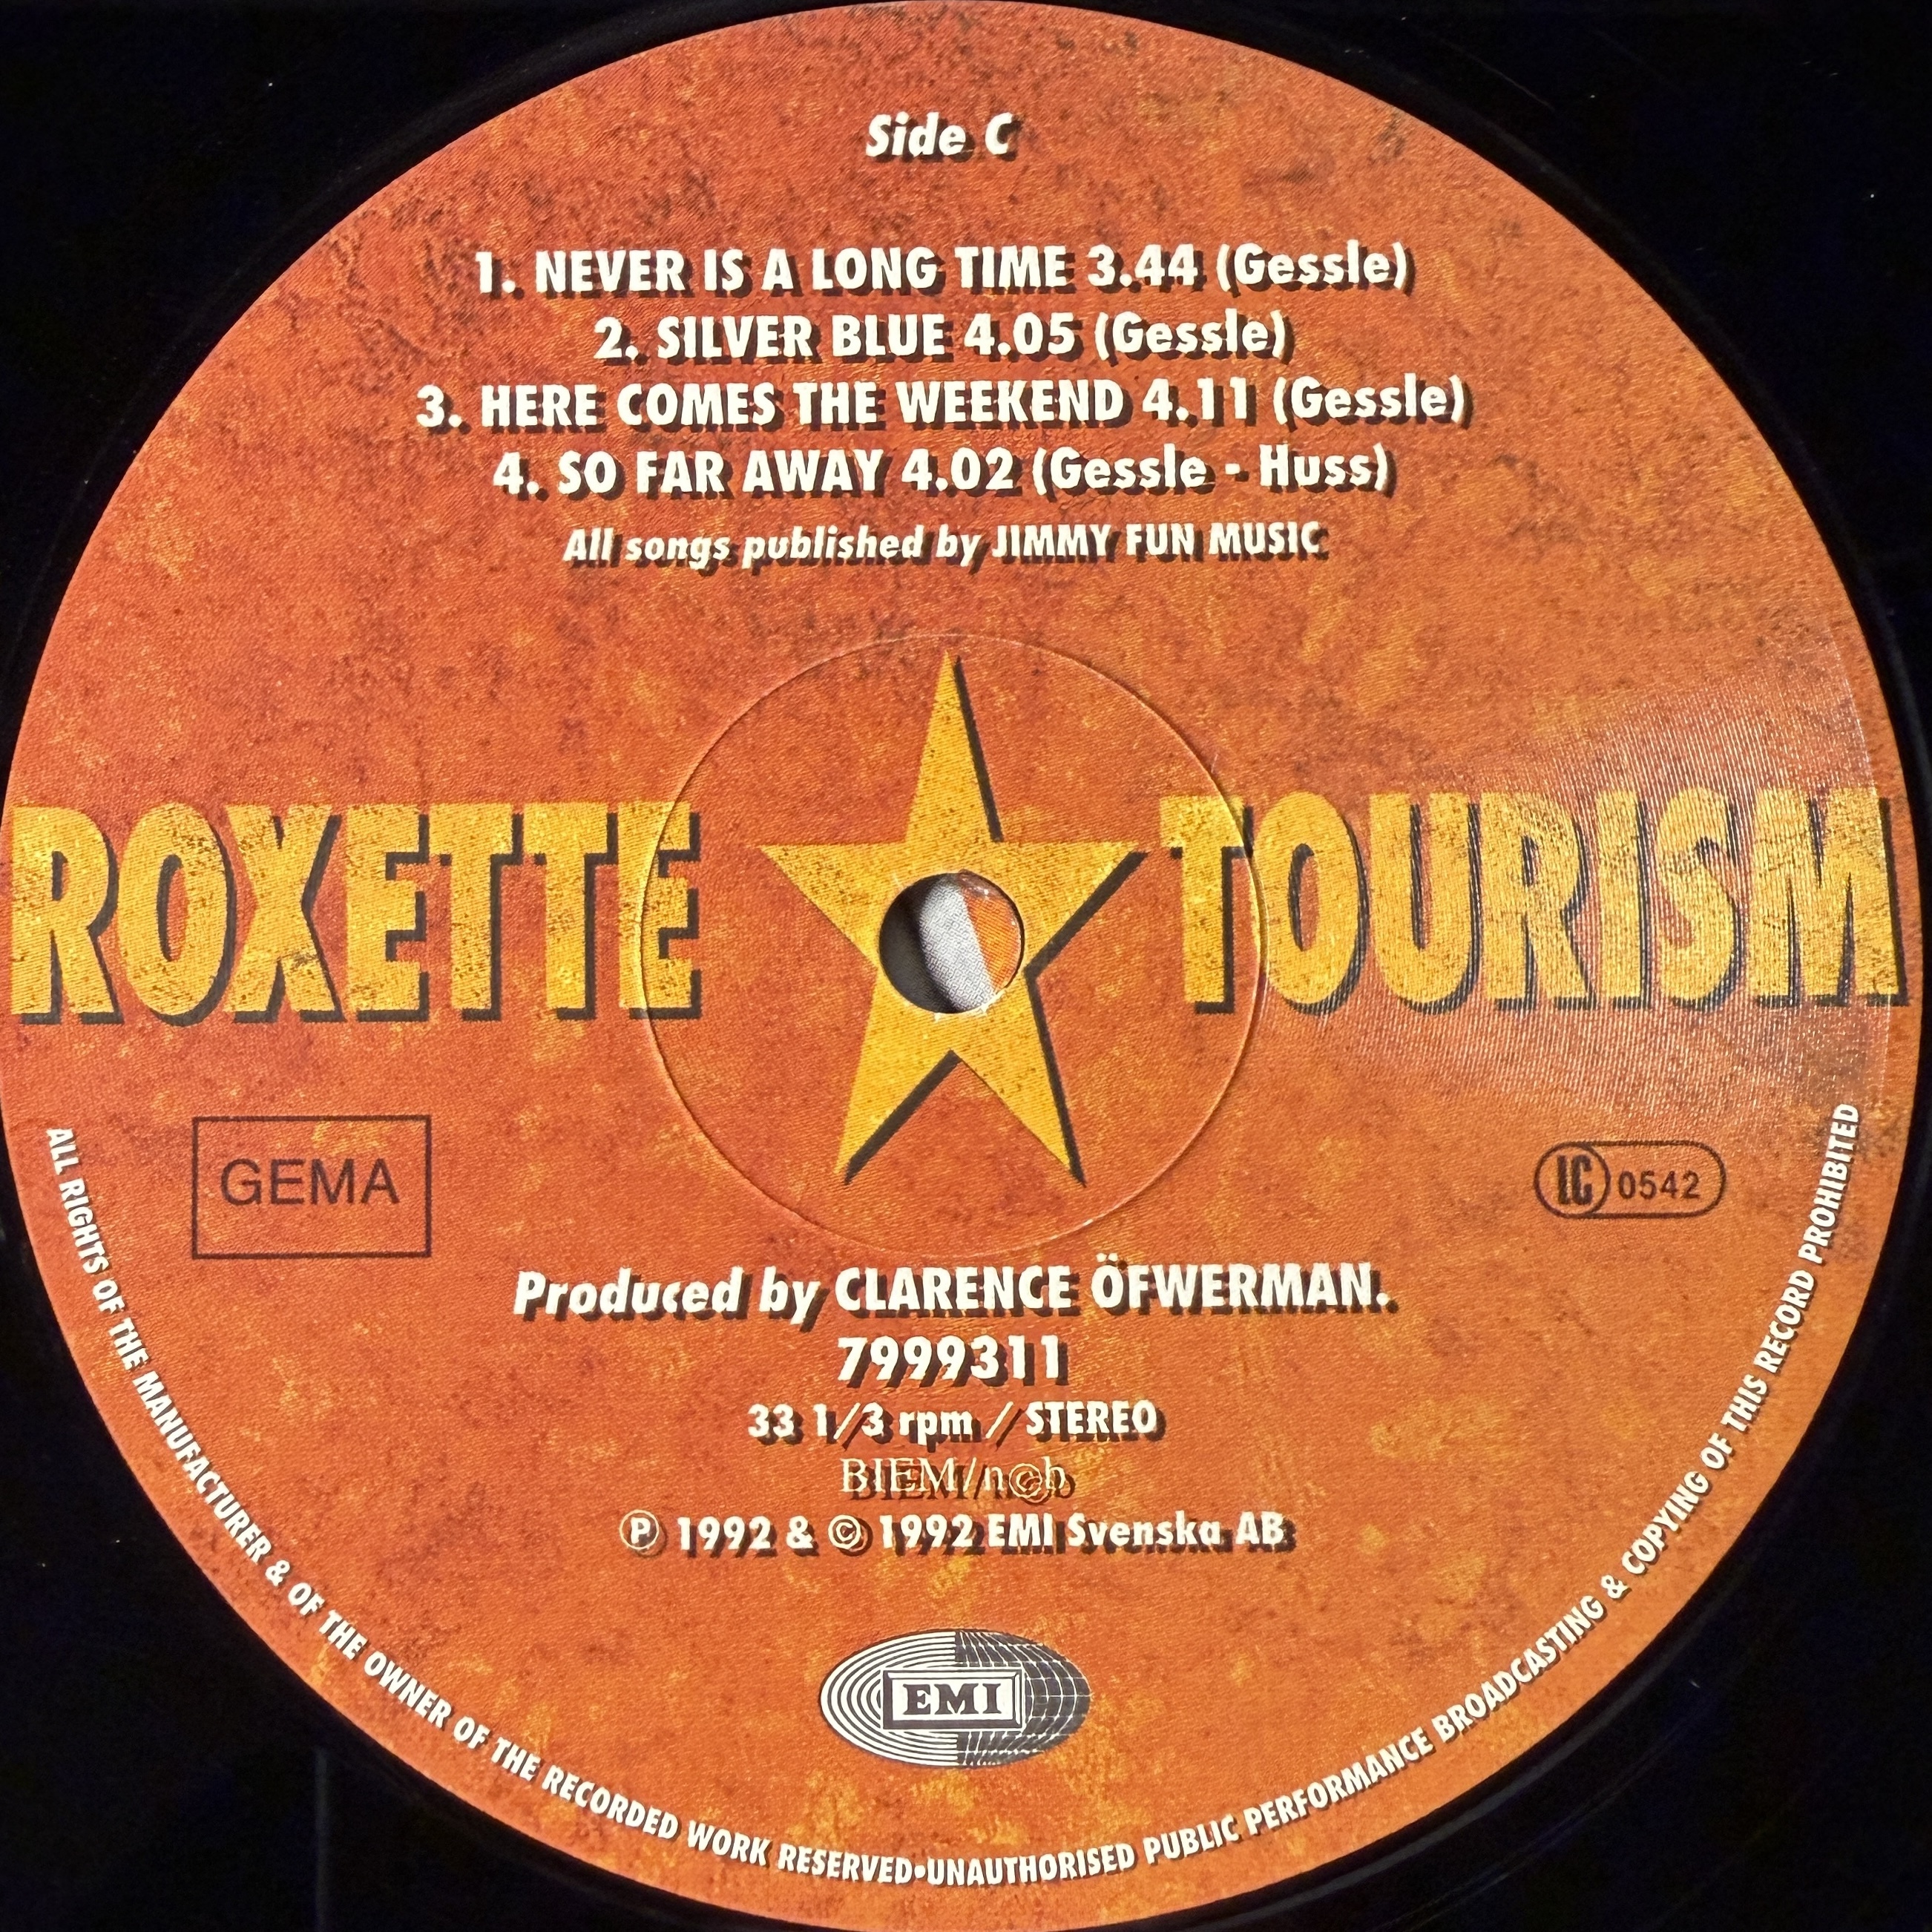 Side C
1. NEVER IS A LONG TIME 3.44 (Gessle)
2. SILVER BLUE 4.05 (Gessle)
3. HERE COMES THE WEEKEND 4.11 (Gessle)
4. SO FAR AWAY 4.02 (Gessle - Huss)
All songs published by JIMMY FUN MUSIC
ROXETTE TOURISM
GEMA
LC 0542
Produced by CLARENCE ÖFWERMAN.
7999311
33 1/3 rpm / STEREO
BIEM/n©b
Ⓟ 1992 & © 1992 EMI Svenska AB
EMI
ALL RIGHTS OF THE MANUFACTURER & OF THE OWNER OF THE RECORDED WORK RESERVED•UNAUTHORISED PUBLIC PERFORMANCE BROADCASTING & COPYING OF THIS RECORD PROHIBITED